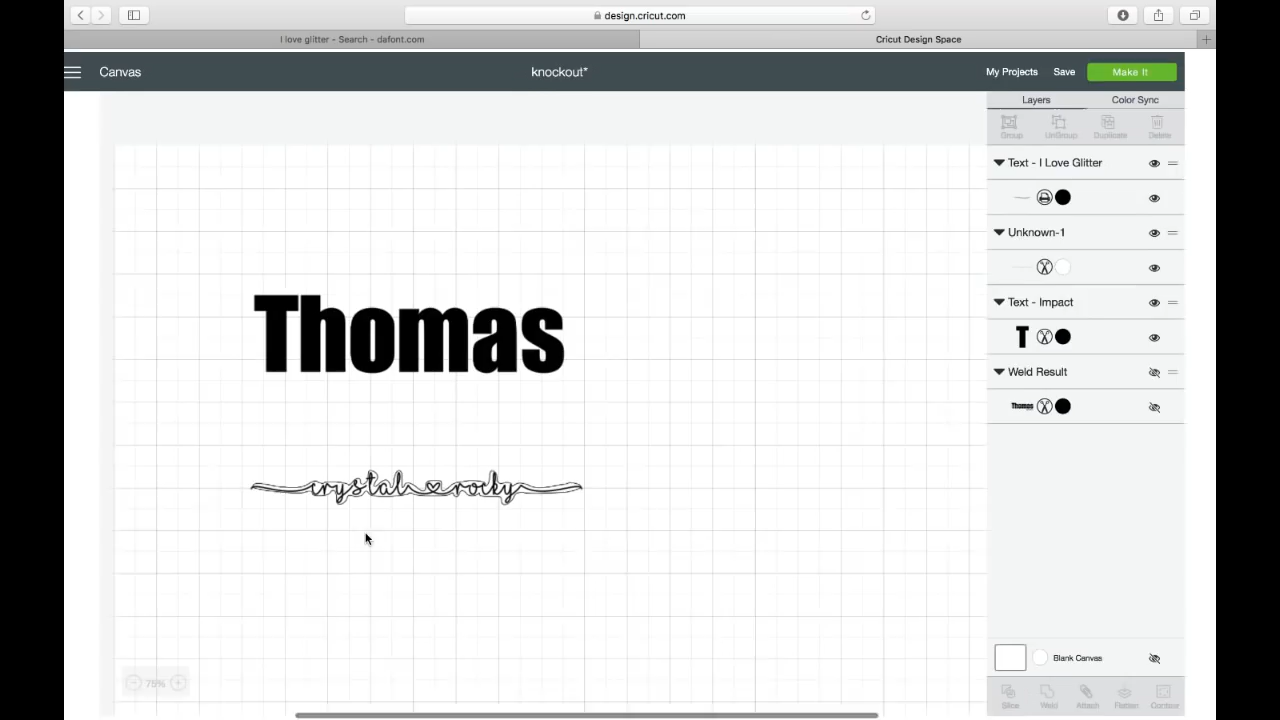 design.cricut.com
I love glitter - Search - dafont.com
Cricut Design Space
Canvas
knockout*
My Projects
Save
Make It
Layers
Color Sync
Group
UnGroup
Duplicate
Delete
Text - I Love Glitter
Unknown-1
Text - Impact
T
Weld Result
Thomas
Thomas
crystal rocky
75%
Blank Canvas
Slice
Weld
Attach
Flatten
Contour